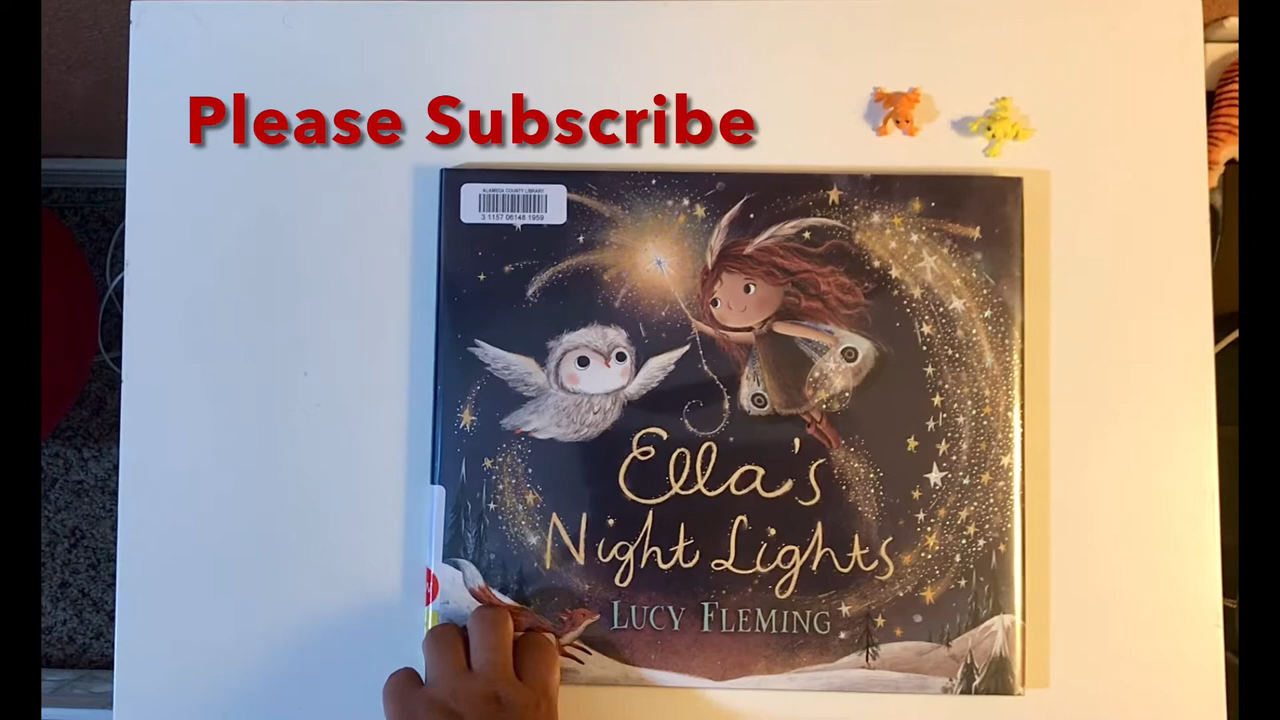 Please Subscribe
ALAMEDA COUNTY LIBRARY
3 1157 06148 1959
Ella's
Night Lights
LUCY FLEMING